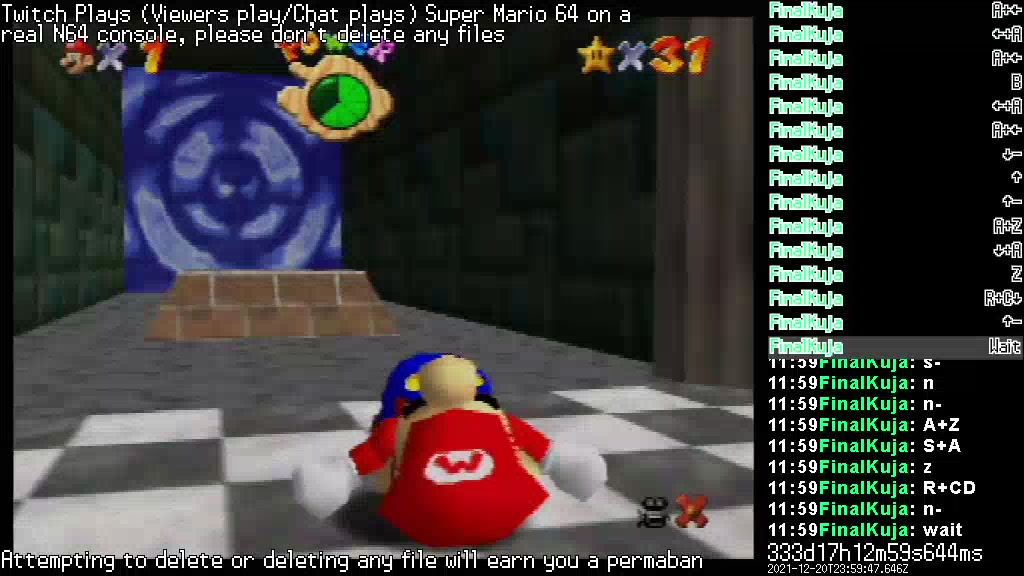 Twitch Plays (Viewers play/Chat plays) Super Mario 64 on a
real N64 console, please don't delete any files
× 1
POWER
× 31
FinalKuja A++
FinalKuja ←+A
FinalKuja A++
FinalKuja B
FinalKuja ←+A
FinalKuja A++
FinalKuja ↓-
FinalKuja ↑
FinalKuja ↑-
FinalKuja A+Z
FinalKuja ↓+A
FinalKuja Z
FinalKuja R+C↓
FinalKuja ↑-
FinalKuja Wait
11:59FinalKuja: s-
11:59FinalKuja: n
11:59FinalKuja: n-
11:59FinalKuja: A+Z
11:59FinalKuja: S+A
11:59FinalKuja: z
11:59FinalKuja: R+CD
11:59FinalKuja: n-
11:59FinalKuja: wait
333d17h12m59s644ms
2021-12-20T23:59:47.646Z
Attempting to delete or deleting any file will earn you a permaban